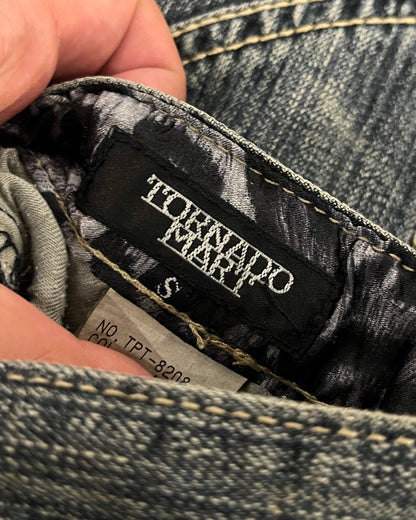 TORNADO
MART
S
NO TPT-8208